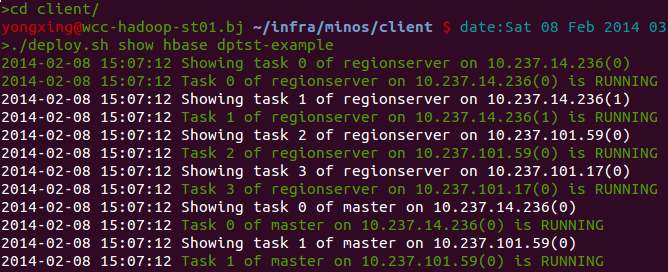 >cd client/
yongxing@wcc-hadoop-st01.bj ~/infra/minos/client $ date:Sat 08 Feb 2014 03
>./deploy.sh show hbase dptst-example
2014-02-08 15:07:12 Showing task 0 of regionserver on 10.237.14.236(0)
2014-02-08 15:07:12 Task 0 of regionserver on 10.237.14.236(0) is RUNNING
2014-02-08 15:07:12 Showing task 1 of regionserver on 10.237.14.236(1)
2014-02-08 15:07:12 Task 1 of regionserver on 10.237.14.236(1) is RUNNING
2014-02-08 15:07:12 Showing task 2 of regionserver on 10.237.101.59(0)
2014-02-08 15:07:12 Task 2 of regionserver on 10.237.101.59(0) is RUNNING
2014-02-08 15:07:12 Showing task 3 of regionserver on 10.237.101.17(0)
2014-02-08 15:07:12 Task 3 of regionserver on 10.237.101.17(0) is RUNNING
2014-02-08 15:07:12 Showing task 0 of master on 10.237.14.236(0)
2014-02-08 15:07:12 Task 0 of master on 10.237.14.236(0) is RUNNING
2014-02-08 15:07:12 Showing task 1 of master on 10.237.101.59(0)
2014-02-08 15:07:12 Task 1 of master on 10.237.101.59(0) is RUNNING